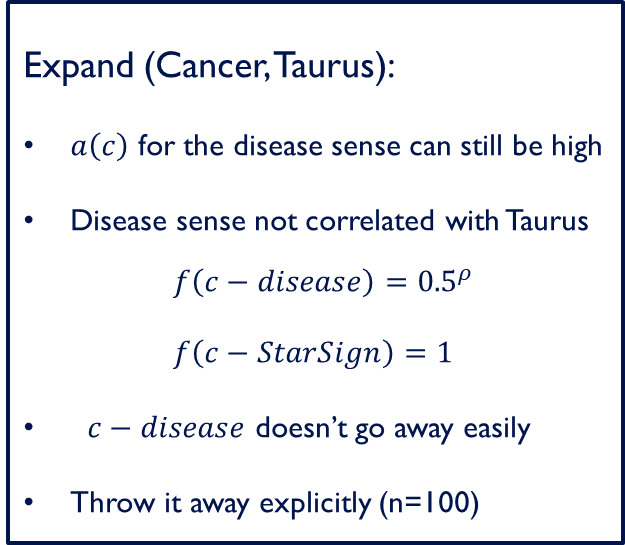 Expand (Cancer, Taurus):
• a(c) for the disease sense can still be high
• Disease sense not correlated with Taurus
f(c − disease) = 0.5^ρ
f(c − StarSign) = 1
• c − disease doesn't go away easily
• Throw it away explicitly (n=100)